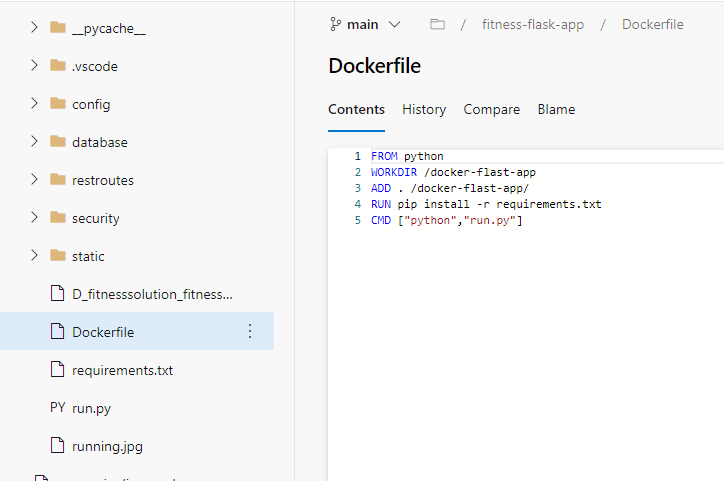 __pycache__
.vscode
config
database
restroutes
security
static
D_fitnesssolution_fitness...
Dockerfile
requirements.txt
PY run.py
running.jpg
main / fitness-flask-app / Dockerfile
Dockerfile
Contents History Compare Blame
1 FROM python
2 WORKDIR /docker-flast-app
3 ADD . /docker-flast-app/
4 RUN pip install -r requirements.txt
5 CMD ["python","run.py"]